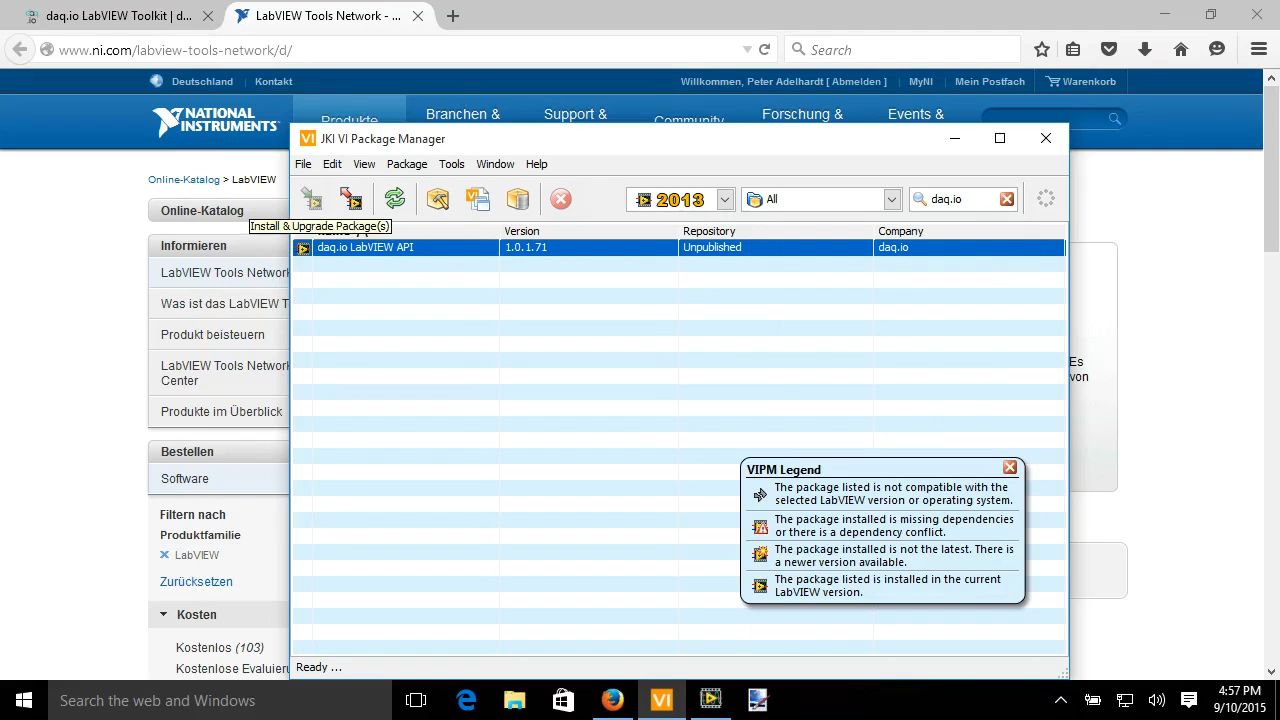 daq.io LabVIEW Toolkit | d...
LabVIEW Tools Network - ...
www.ni.com/labview-tools-network/d/
Search
Deutschland
Kontakt
Willkommen, Peter Adelhardt [ Abmelden ]
MyNI
Mein Postfach
Warenkorb
NATIONAL
INSTRUMENTS
Produkte
Branchen &
Support &
Community
Forschung &
Events &
JKI VI Package Manager
File
Edit
View
Package
Tools
Window
Help
2013
All
daq.io
Install & Upgrade Package(s)
Version
Repository
Company
daq.io LabVIEW API
1.0.1.71
Unpublished
daq.io
Online-Katalog > LabVIEW
Online-Katalog
Informieren
LabVIEW Tools Network
Was ist das LabVIEW T
Produkt beisteuern
LabVIEW Tools Network
Center
Produkte im Überblick
Bestellen
Software
Filtern nach
Produktfamilie
LabVIEW
Zurücksetzen
Kosten
Kostenlos (103)
Kostenlose Evaluier
Es
von
VIPM Legend
The package listed is not compatible with the
selected LabVIEW version or operating system.
The package installed is missing dependencies
or there is a dependency conflict.
The package installed is not the latest. There is
a newer version available.
The package listed is installed in the current
LabVIEW version.
Ready ...
Search the web and Windows
VI
4:57 PM
9/10/2015